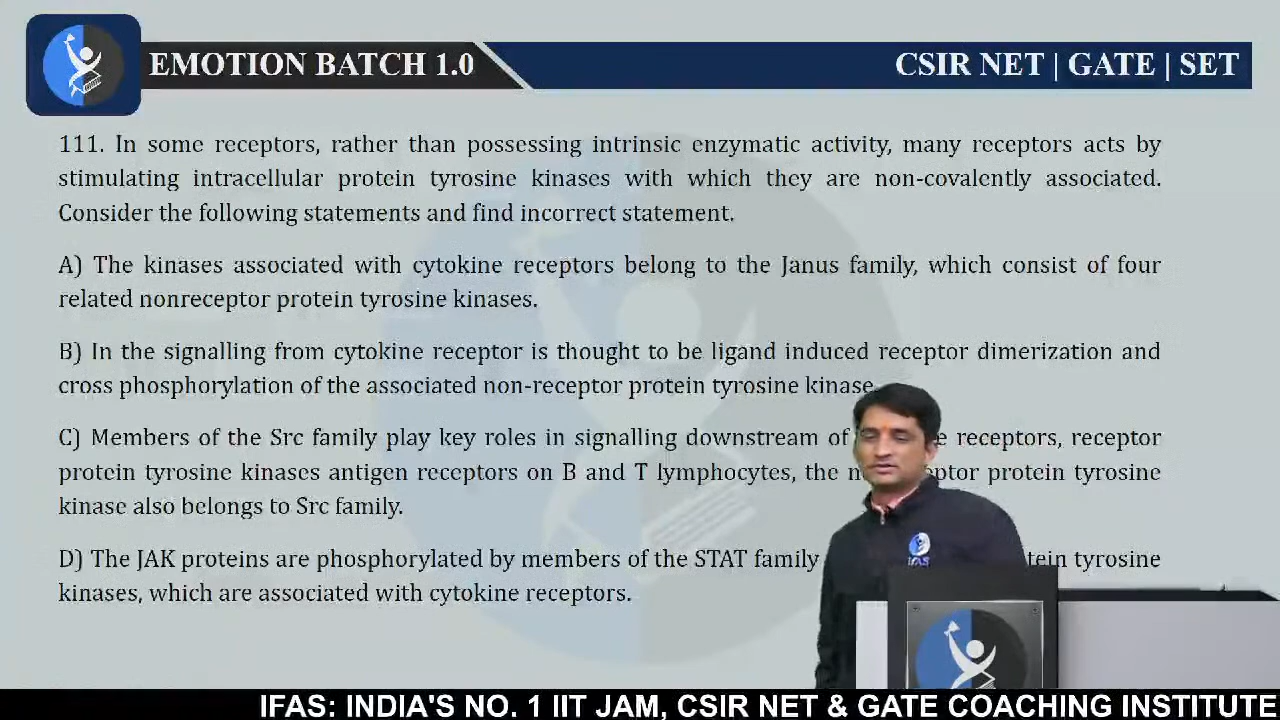 EMOTION BATCH 1.0
CSIR NET | GATE | SET
111. In some receptors, rather than possessing intrinsic enzymatic activity, many receptors acts by
stimulating intracellular protein tyrosine kinases with which they are non-covalently associated.
Consider the following statements and find incorrect statement.
A) The kinases associated with cytokine receptors belong to the Janus family, which consist of four
related nonreceptor protein tyrosine kinases.
B) In the signalling from cytokine receptor is thought to be ligand induced receptor dimerization and
cross phosphorylation of the associated non-receptor protein tyrosine kinase.
C) Members of the Src family play key roles in signalling downstream of receptors, receptor
protein tyrosine kinases antigen receptors on B and T lymphocytes, the protein tyrosine
kinase also belongs to Src family.
D) The JAK proteins are phosphorylated by members of the STAT family tyrosine
kinases, which are associated with cytokine receptors.
IFAS
IFAS: INDIA'S NO. 1 IIT JAM, CSIR NET & GATE COACHING INSTITUTE